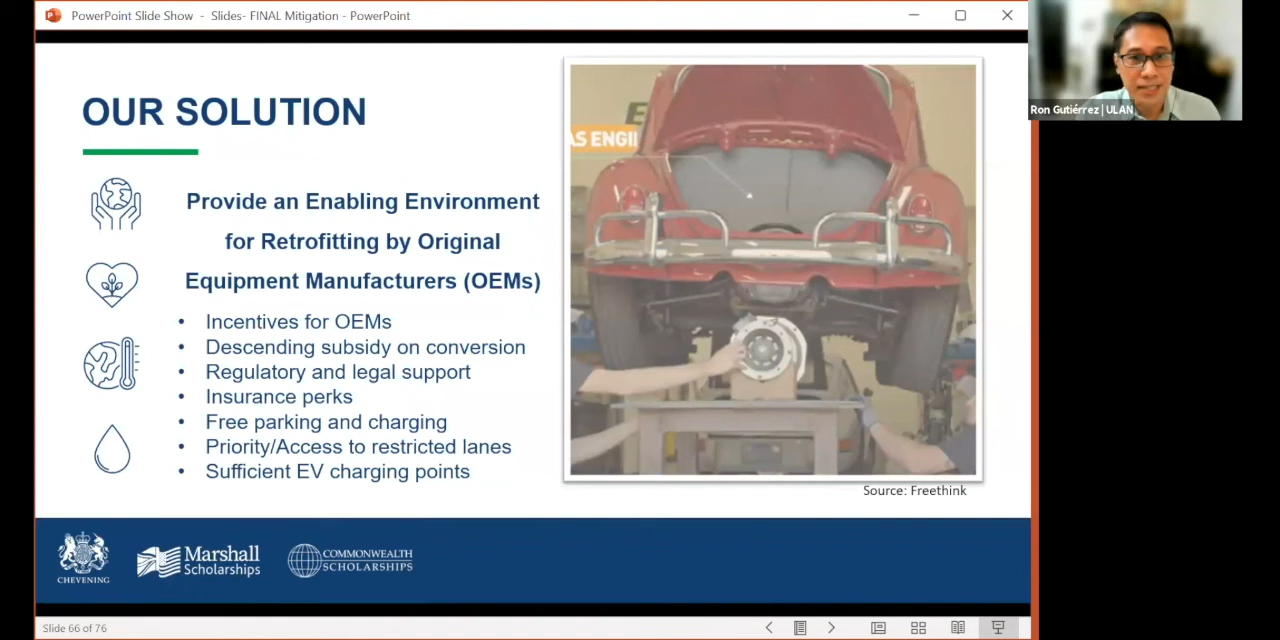 PowerPoint Slide Show - Slides- FINAL Mitigation - PowerPoint
Ron Gutiérrez | ULAN
OUR SOLUTION
Provide an Enabling Environment
for Retrofitting by Original
Equipment Manufacturers (OEMs)
• Incentives for OEMs
• Descending subsidy on conversion
• Regulatory and legal support
• Insurance perks
• Free parking and charging
• Priority/Access to restricted lanes
• Sufficient EV charging points
AS ENGI
Source: Freethink
CHEVENING
Marshall
Scholarships
COMMONWEALTH
SCHOLARSHIPS
Slide 66 of 76